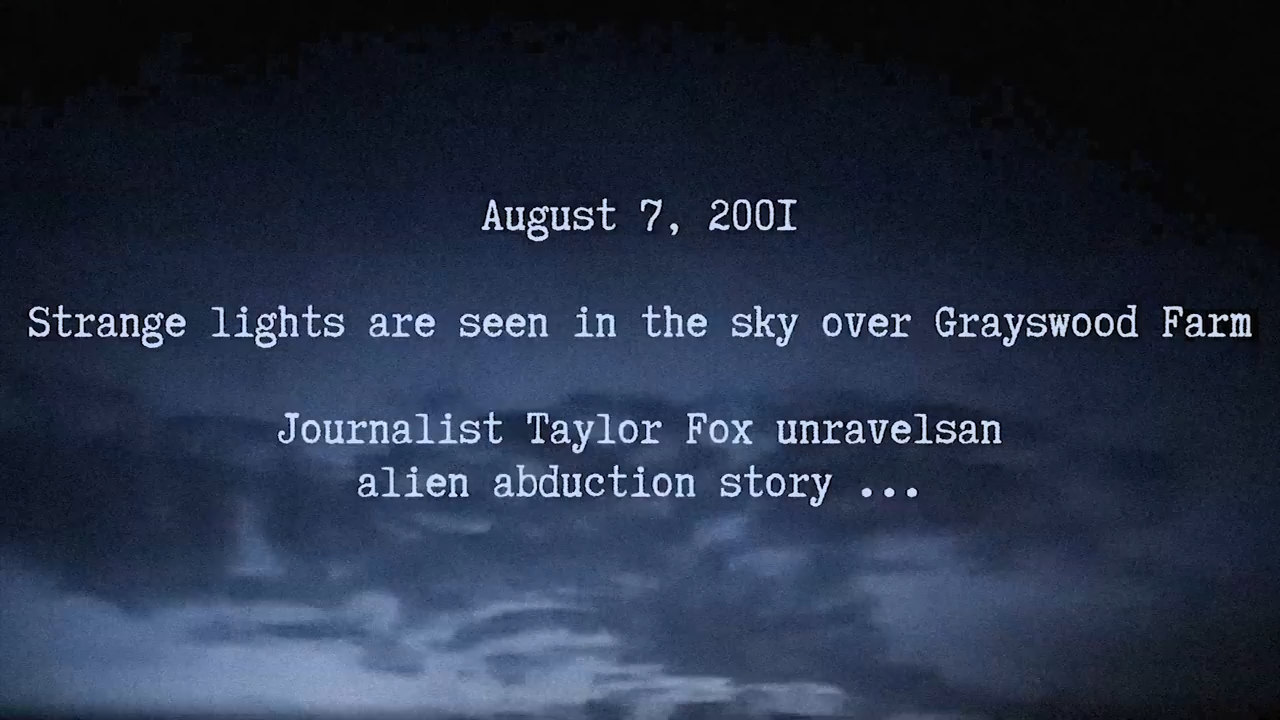 August 7, 200I
Strange lights are seen in the sky over Grayswood Farm
Journalist Taylor Fox unravelsan
alien abduction story ...